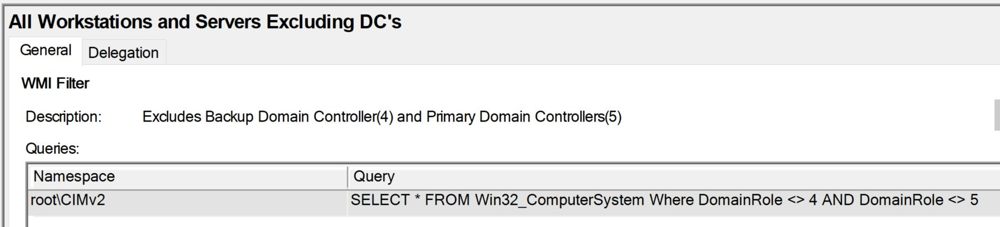 All Workstations and Servers Excluding DC's
General Delegation
WMI Filter
Description: Excludes Backup Domain Controller(4) and Primary Domain Controllers(5)
Queries:
Namespace Query
root\CIMv2 SELECT * FROM Win32_ComputerSystem Where DomainRole <> 4 AND DomainRole <> 5